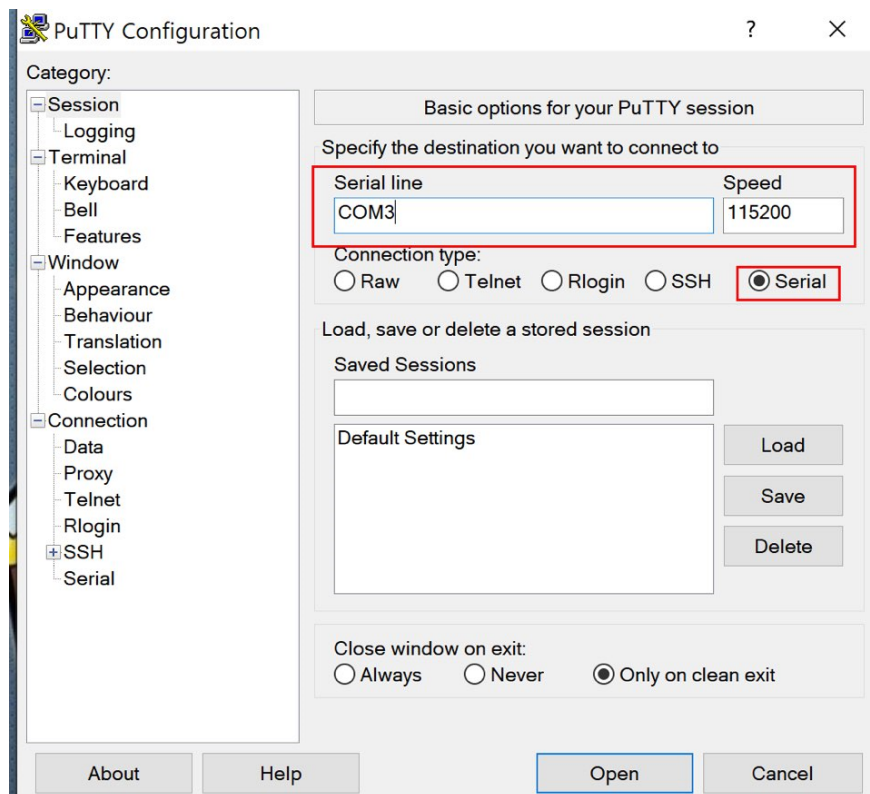 PuTTY Configuration
?
Category:
Session
Logging
Terminal
Keyboard
Bell
Features
Window
Appearance
Behaviour
Translation
Selection
Colours
Connection
Data
Proxy
Telnet
Rlogin
SSH
Serial
Basic options for your PuTTY session
Specify the destination you want to connect to
Serial line Speed
COM3 115200
Connection type:
Raw Telnet Rlogin SSH Serial
Load, save or delete a stored session
Saved Sessions
Default Settings
Load
Save
Delete
Close window on exit:
Always Never Only on clean exit
About Help Open Cancel